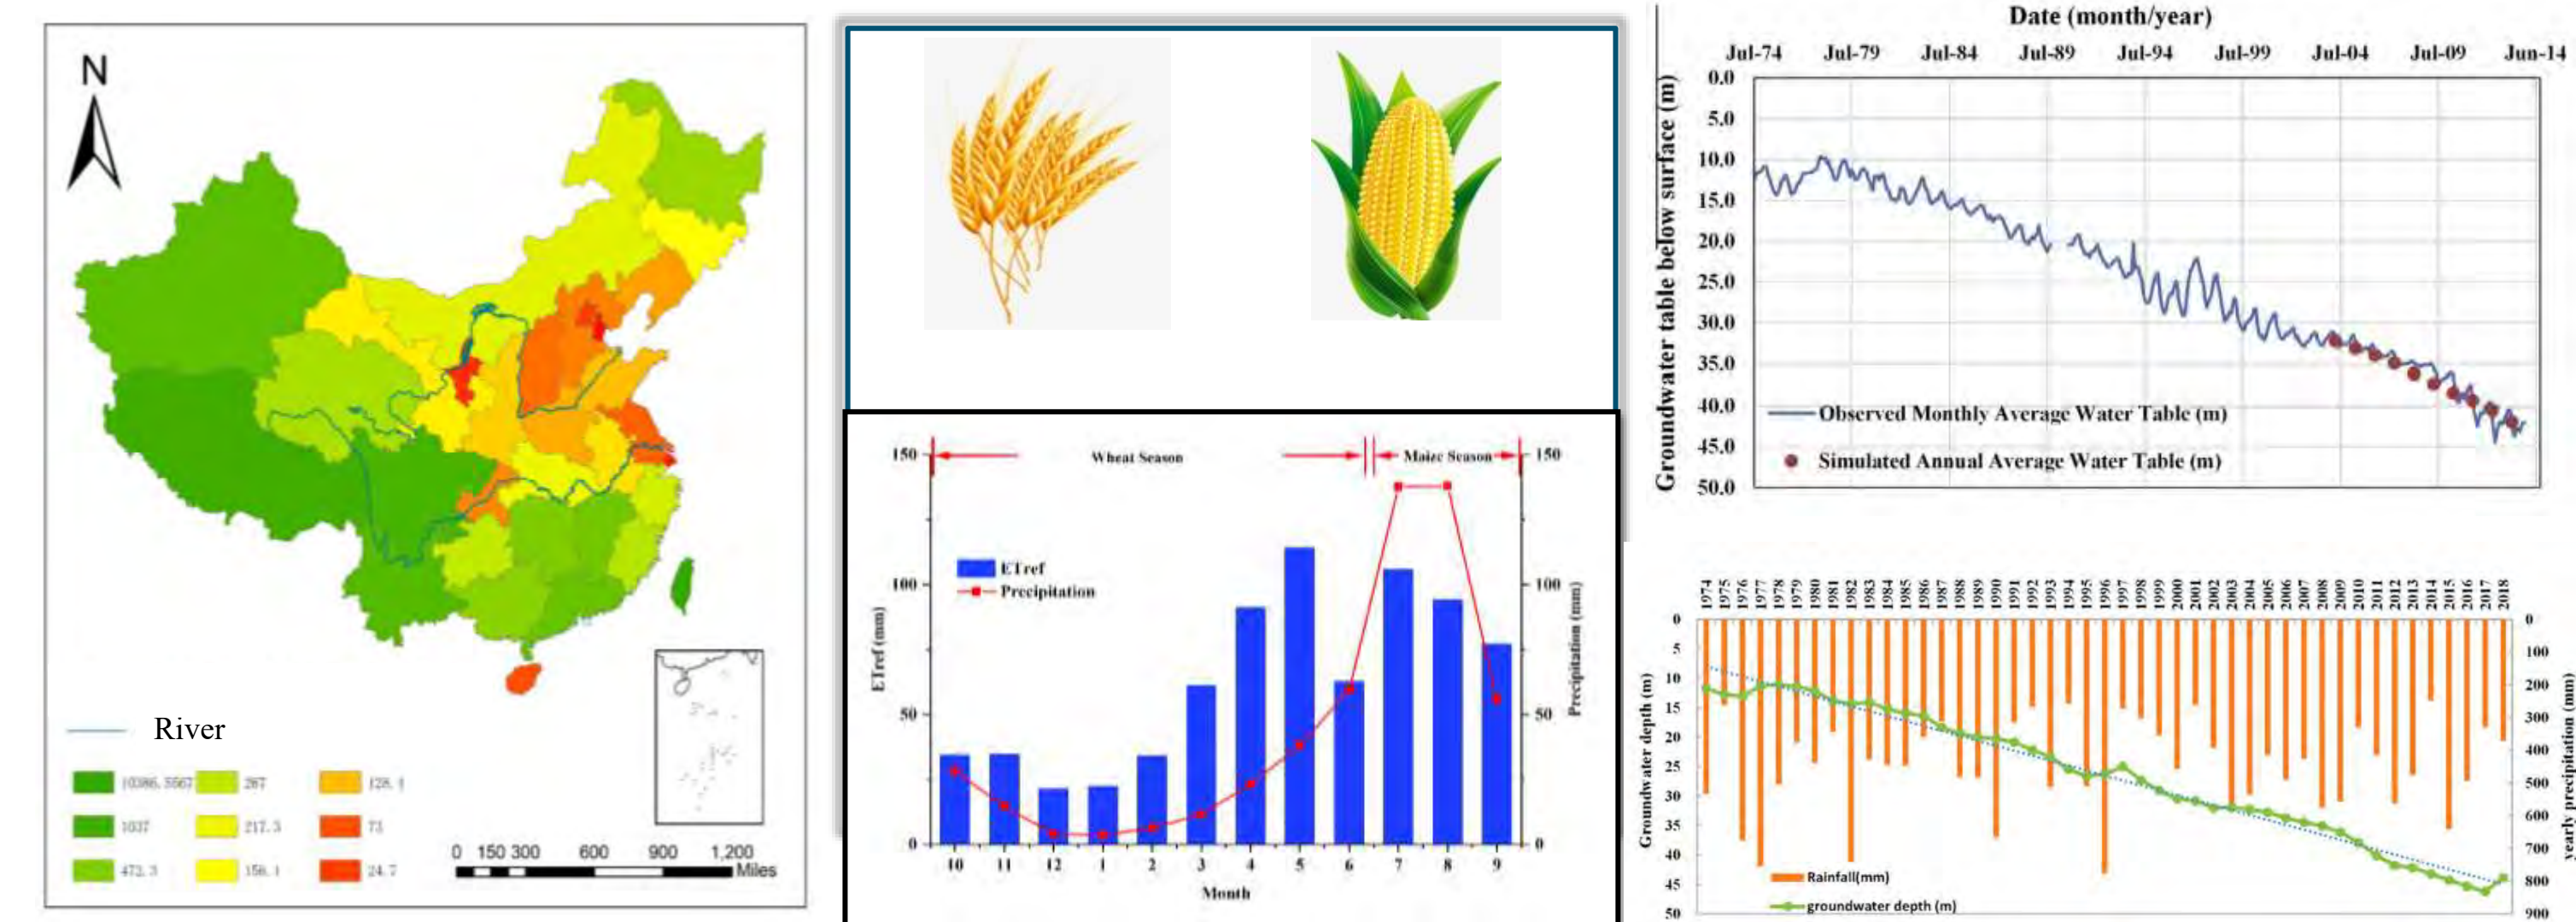 N
River
10386.5567 287 128.1
1037 217.3 73
472.3 156.1 24.7
0 150 300 600 900 1,200
Miles
150 Wheat Season Maize Season 150
ETref
Precipitation
100 100
50 50
0 0
ETref (mm)
Precipitation (mm)
10 11 12 1 2 3 4 5 6 7 8 9
Month
Date (month/year)
Jul-74 Jul-79 Jul-84 Jul-89 Jul-94 Jul-99 Jul-04 Jul-09 Jun-14
Groundwater table below surface (m)
0.0
5.0
10.0
15.0
20.0
25.0
30.0
35.0
40.0
45.0
50.0
Observed Monthly Average Water Table (m)
Simulated Annual Average Water Table (m)
1974 1975 1976 1977 1978 1979 1980 1981 1982 1983 1984 1985 1986 1987 1988 1989 1990 1991 1992 1993 1994 1995 1996 1997 1998 1999 2000 2001 2002 2003 2004 2005 2006 2007 2008 2009 2010 2011 2012 2013 2014 2015 2016 2017 2018
Groundwater depth (m)
0
5
10
15
20
25
30
35
40
45
50
Rainfall(mm)
groundwater depth (m)
0
100
200
300
400
500
600
700
800
900
yearly precipitation (mm)